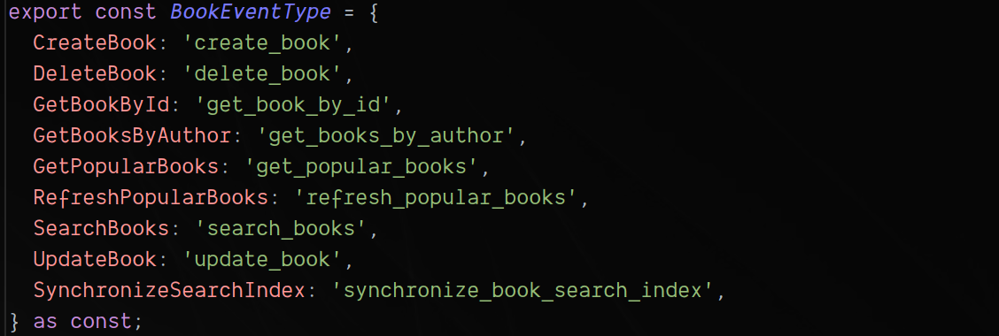 export const BookEventType = {
  CreateBook: 'create_book',
  DeleteBook: 'delete_book',
  GetBookById: 'get_book_by_id',
  GetBooksByAuthor: 'get_books_by_author',
  GetPopularBooks: 'get_popular_books',
  RefreshPopularBooks: 'refresh_popular_books',
  SearchBooks: 'search_books',
  UpdateBook: 'update_book',
  SynchronizeSearchIndex: 'synchronize_book_search_index',
} as const;